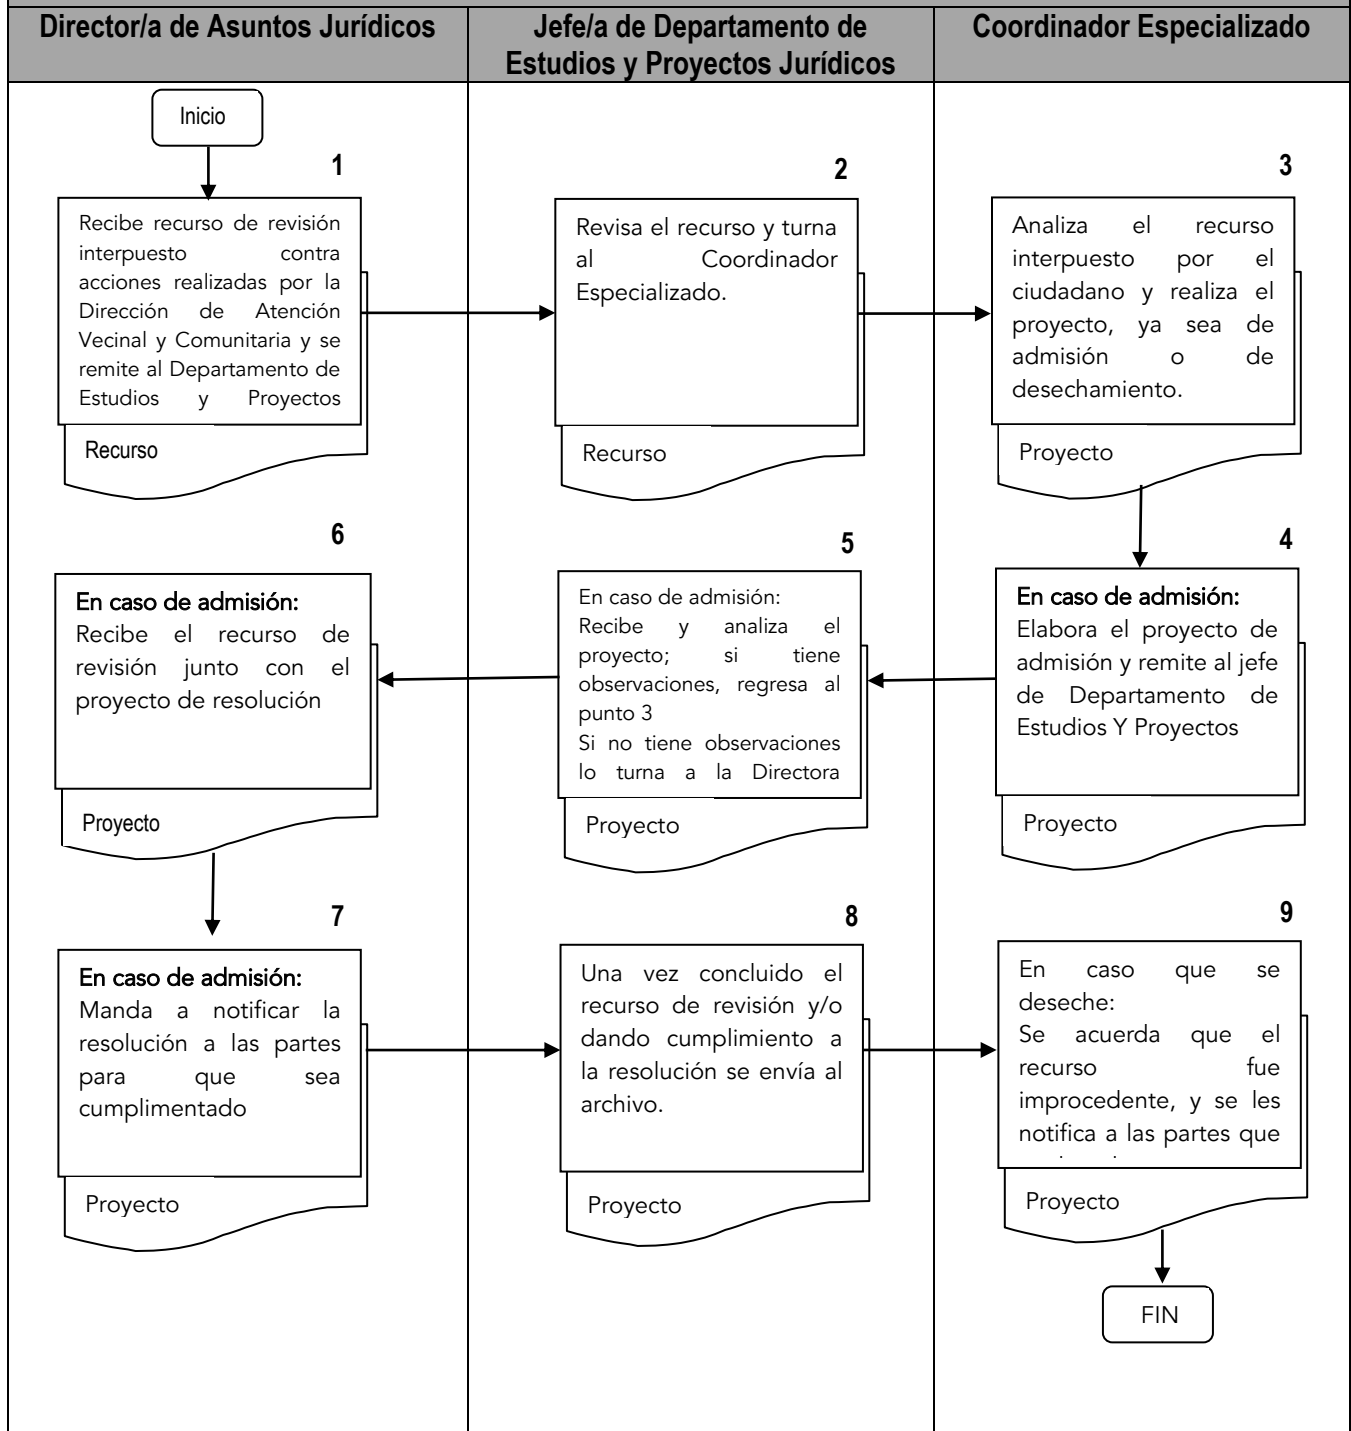 Director/a de Asuntos Jurídicos
Jefe/a de Departamento de
Estudios y Proyectos Jurídicos
Coordinador Especializado
Inicio
1
Recibe recurso de revisión
interpuesto contra
acciones realizadas por la
Dirección de Atención
Vecinal y Comunitaria y se
remite al Departamento de
Estudios y Proyectos
Recurso
2
Revisa el recurso y turna
al Coordinador
Especializado.
Recurso
3
Analiza el recurso
interpuesto por el
ciudadano y realiza el
proyecto, ya sea de
admisión o de
desechamiento.
Proyecto
4
En caso de admisión:
Elabora el proyecto de
admisión y remite al jefe
de Departamento de
Estudios Y Proyectos
Proyecto
5
En caso de admisión:
Recibe y analiza el
proyecto; si tiene
observaciones, regresa al
punto 3
Si no tiene observaciones
lo turna a la Directora
Proyecto
6
En caso de admisión:
Recibe el recurso de
revisión junto con el
proyecto de resolución
Proyecto
7
En caso de admisión:
Manda a notificar la
resolución a las partes
para que sea
cumplimentado
Proyecto
8
Una vez concluido el
recurso de revisión y/o
dando cumplimiento a
la resolución se envía al
archivo.
Proyecto
9
En caso que se
deseche:
Se acuerda que el
recurso fue
improcedente, y se les
notifica a las partes que
Proyecto
FIN